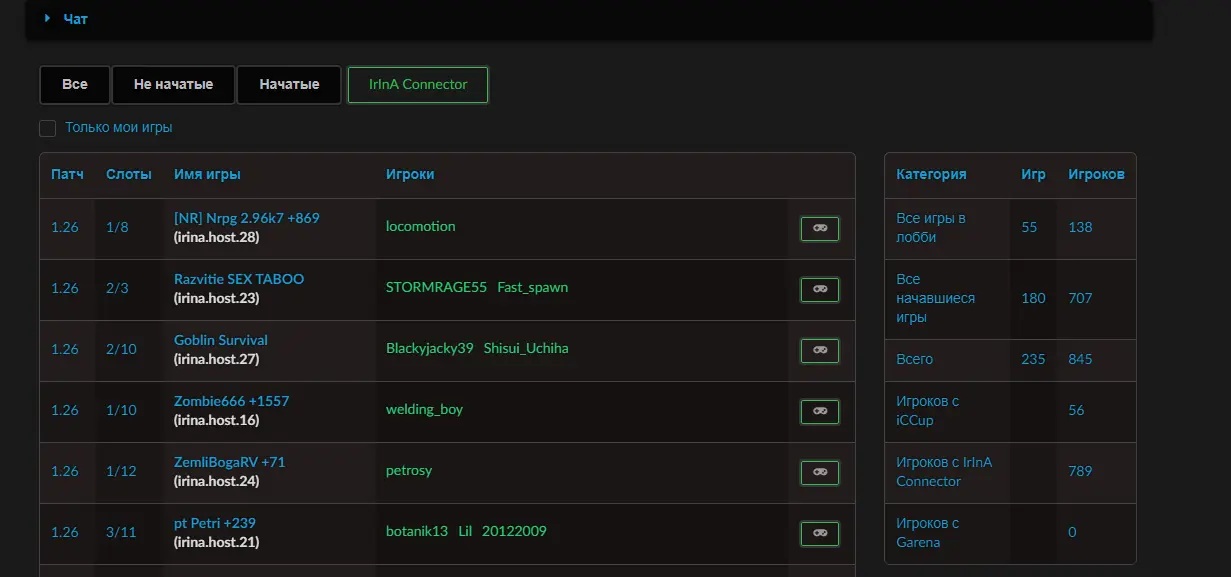 Чат
Все Не начатые Начатые IrInA Connector
Только мои игры
Патч Слоты Имя игры Игроки
1.26 1/8 [NR] Nrpg 2.96k7 +869 locomotion
(irina.host.28)
1.26 2/3 Razvitie SEX TABOO STORMRAGE55 Fast_spawn
(irina.host.23)
1.26 2/10 Goblin Survival Blackyjacky39 Shisui_Uchiha
(irina.host.27)
1.26 1/10 Zombie666 +1557 welding_boy
(irina.host.16)
1.26 1/12 ZemliBogaRV +71 petrosy
(irina.host.24)
1.26 3/11 pt Petri +239 botanik13 Lil 20122009
(irina.host.21)
Категория Игр Игроков
Все игры в
лобби 55 138
Все
начавшиеся 180 707
игры
Всего 235 845
Игроков с
iCCup 56
Игроков с IrInA
Connector 789
Игроков с
Garena 0